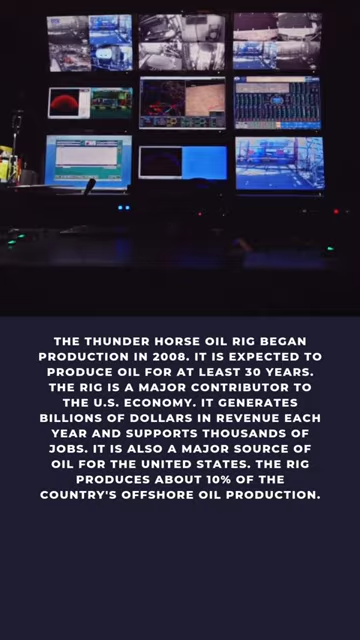 THE THUNDER HORSE OIL RIG BEGAN
PRODUCTION IN 2008. IT IS EXPECTED TO
PRODUCE OIL FOR AT LEAST 30 YEARS.
THE RIG IS A MAJOR CONTRIBUTOR TO
THE U.S. ECONOMY. IT GENERATES
BILLIONS OF DOLLARS IN REVENUE EACH
YEAR AND SUPPORTS THOUSANDS OF
JOBS. IT IS ALSO A MAJOR SOURCE OF
OIL FOR THE UNITED STATES. THE RIG
PRODUCES ABOUT 10% OF THE
COUNTRY'S OFFSHORE OIL PRODUCTION.